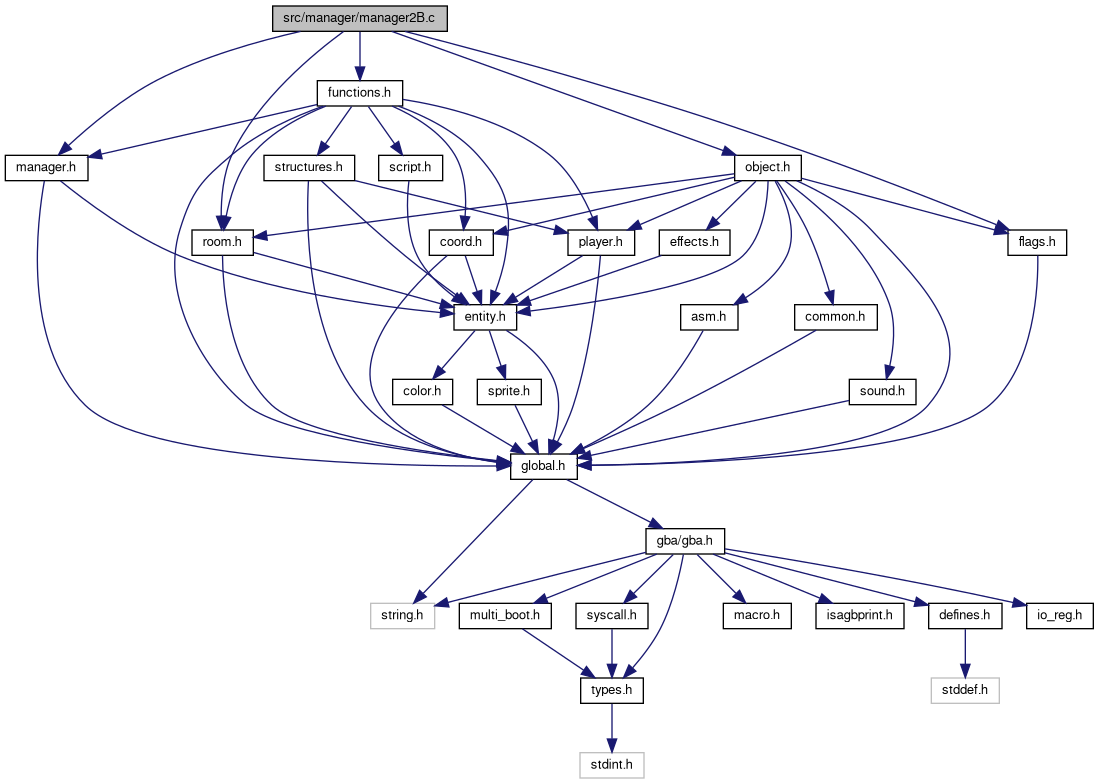 src/manager/manager2B.c
functions.h
manager.h
structures.h
script.h
object.h
room.h
coord.h
player.h
effects.h
flags.h
entity.h
asm.h
common.h
color.h
sprite.h
sound.h
global.h
gba/gba.h
string.h
multi_boot.h
syscall.h
macro.h
isagbprint.h
defines.h
io_reg.h
types.h
stddef.h
stdint.h